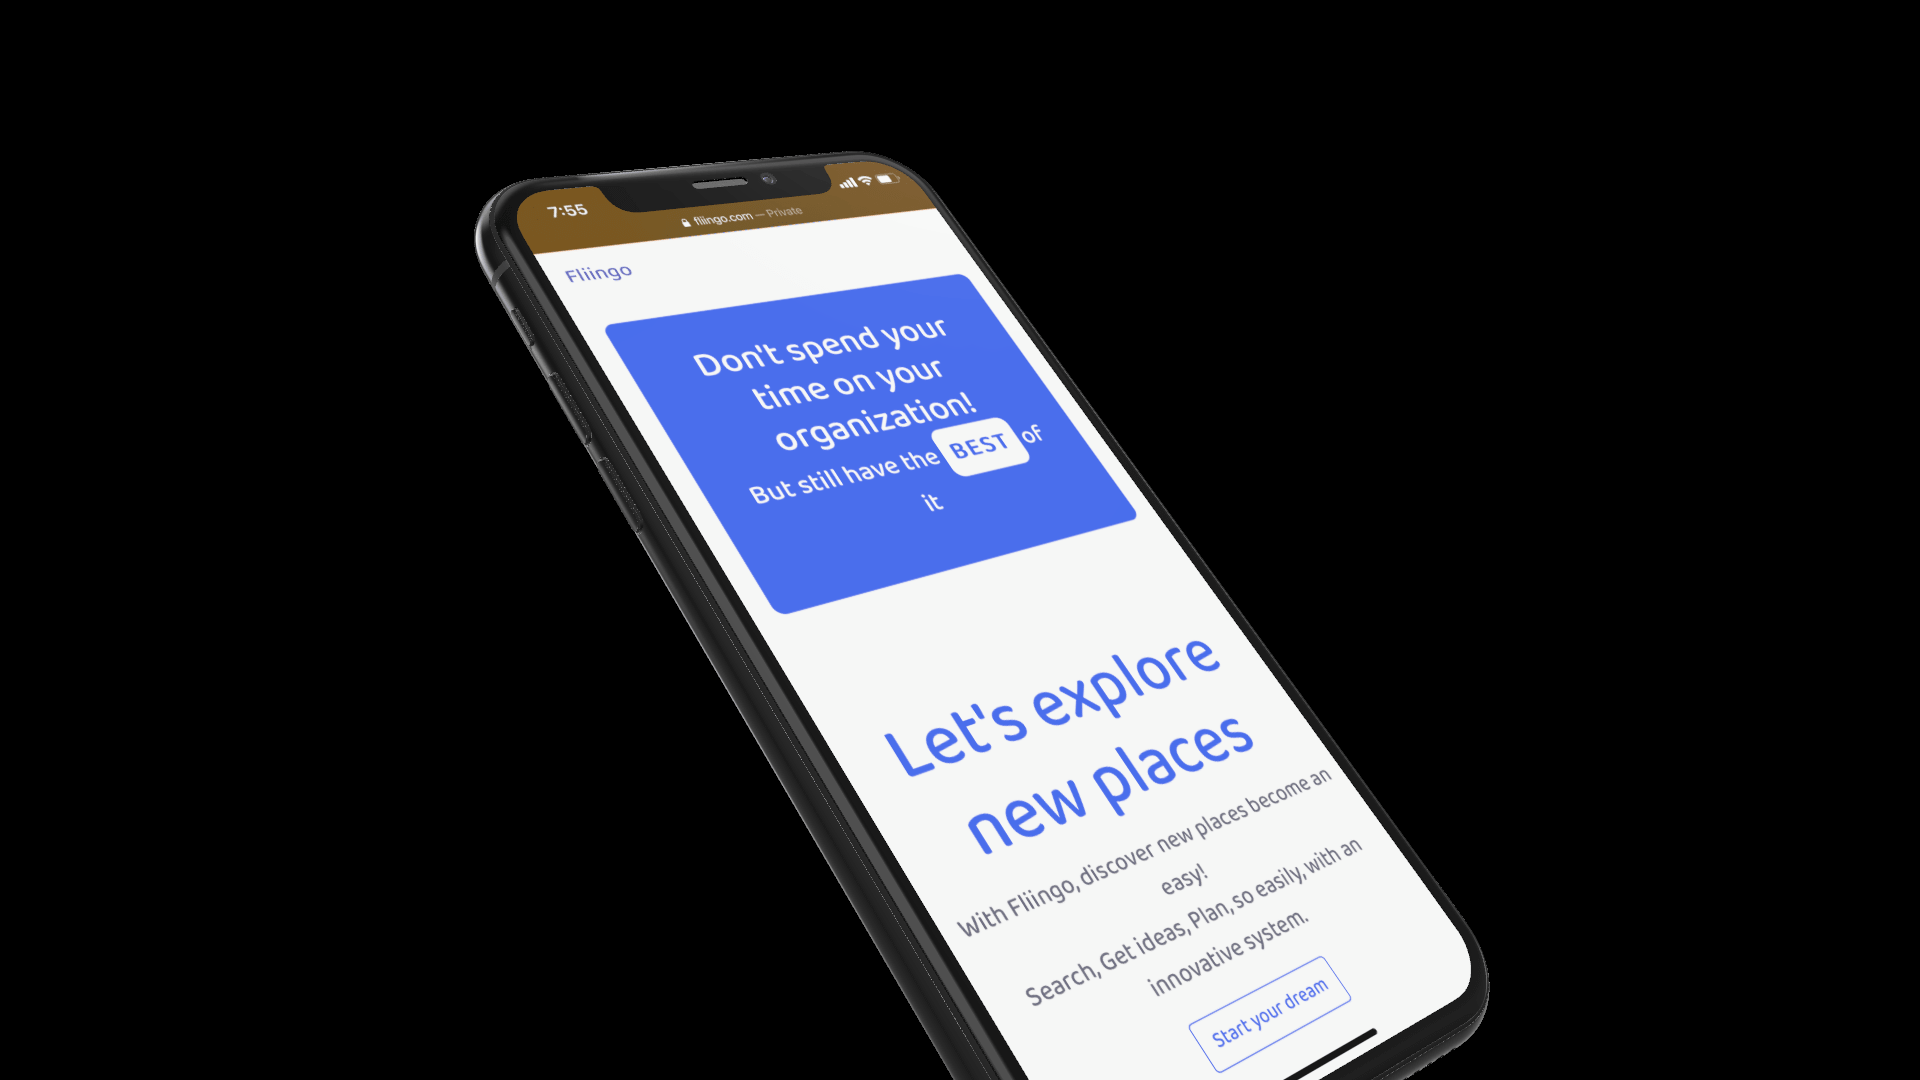 7:55
fliingo.com — Private
Fliingo
Don't spend your
time on your
organization!
But still have the BEST of
it
Let's explore
new places
With Fliingo, discover new places become an
easy!
Search, Get ideas, Plan, so easily, with an
innovative system.
Start your dream